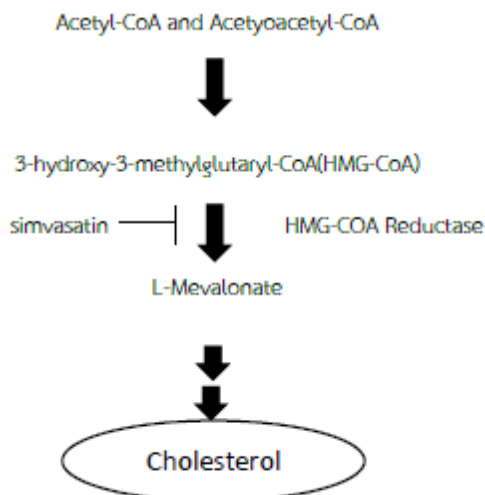 Acetyl-CoA and Acetyoacetyl-CoA
3-hydroxy-3-methylglutaryl-CoA(HMG-CoA)
simvasatin
HMG-COA Reductase
L-Mevalonate
Cholesterol